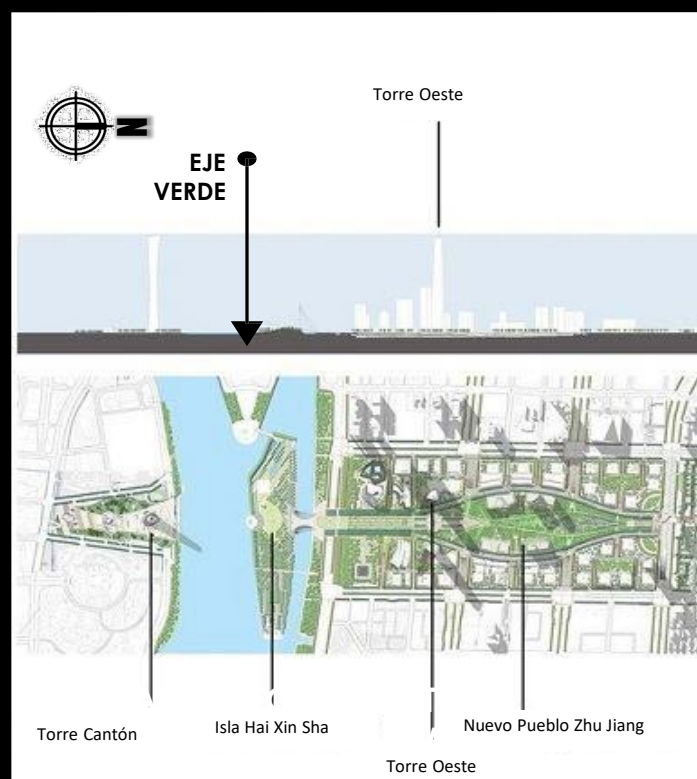 Torre Oeste
N
EJE
VERDE
Torre Cantón
Isla Hai Xin Sha
Nuevo Pueblo Zhu Jiang
Torre Oeste